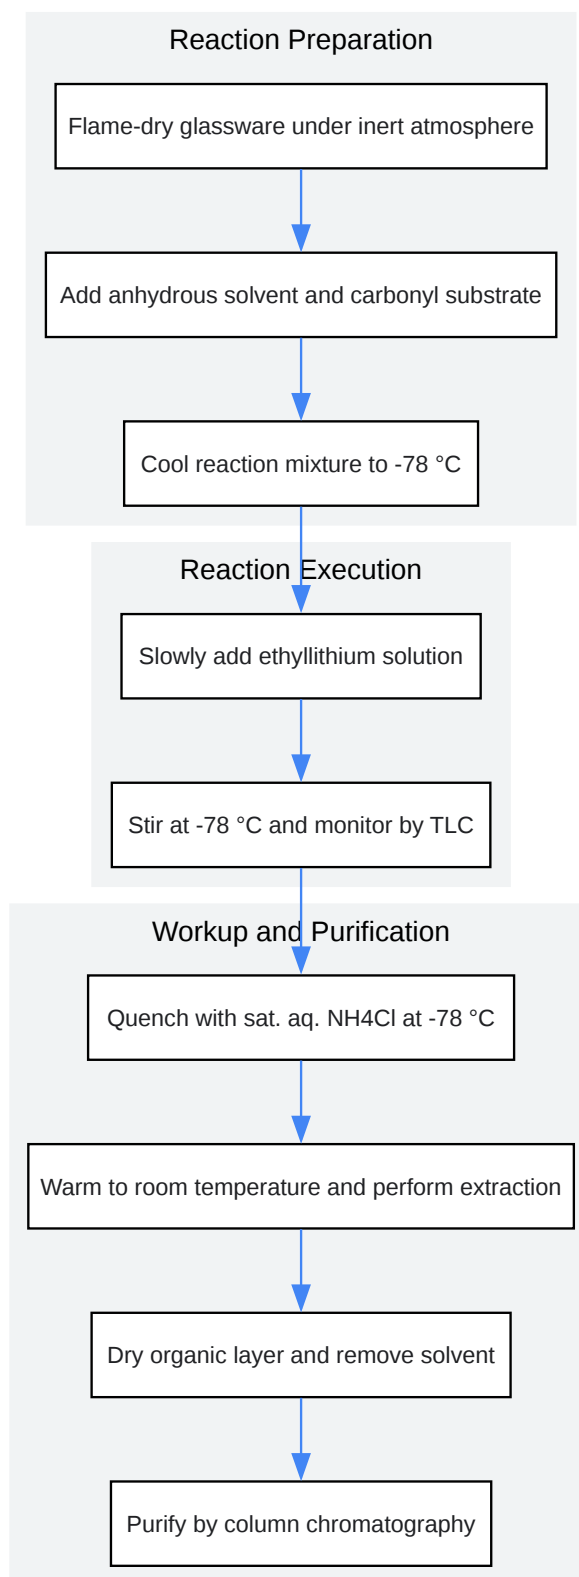 Reaction Preparation
Flame-dry glassware under inert atmosphere
Add anhydrous solvent and carbonyl substrate
Cool reaction mixture to -78 °C
Reaction Execution
Slowly add ethyllithium solution
Stir at -78 °C and monitor by TLC
Workup and Purification
Quench with sat. aq. NH4Cl at -78 °C
Warm to room temperature and perform extraction
Dry organic layer and remove solvent
Purify by column chromatography